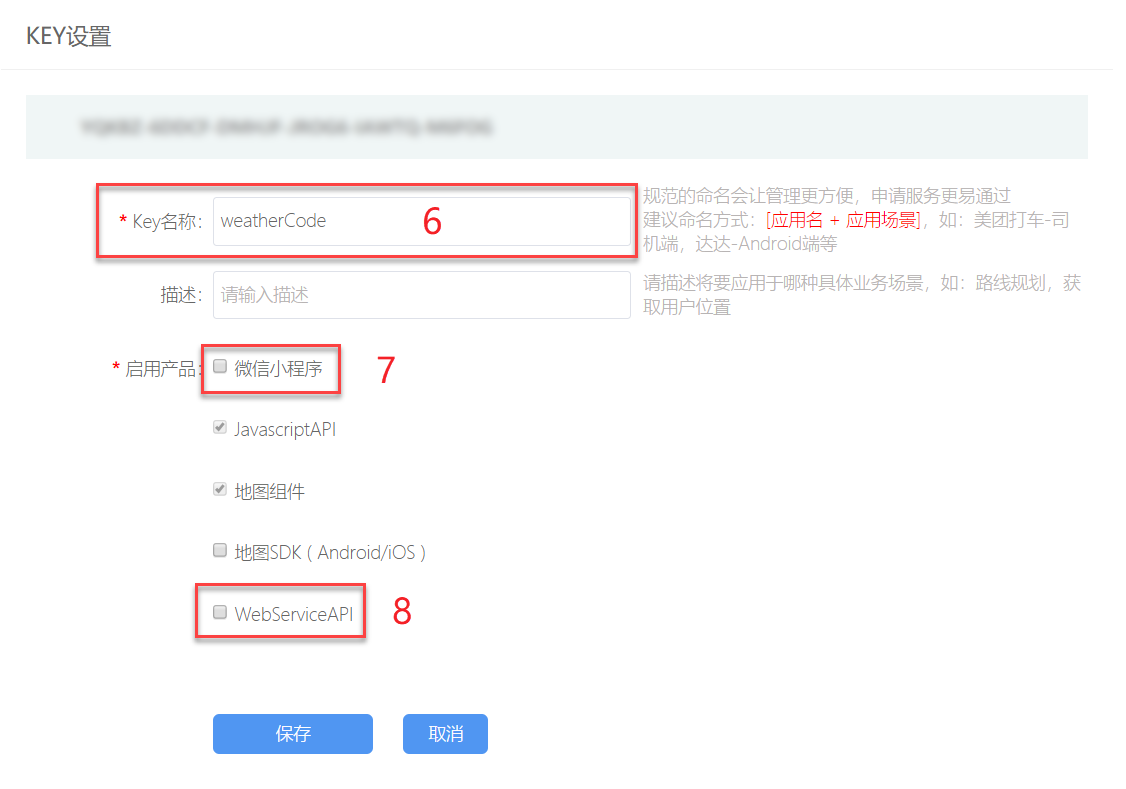 KEY设置
* Key名称: weatherCode 6
规范的命名会让管理更方便，申请服务更易通过
建议命名方式：[应用名 + 应用场景]，如：美团打车-司
机端，达达-Android端等
描述: 请输入描述
请描述将要应用于哪种具体业务场景，如：路线规划，获
取用户位置
* 启用产品: 微信小程序 7
JavascriptAPI
地图组件
地图SDK ( Android/iOS )
WebServiceAPI 8
保存 取消